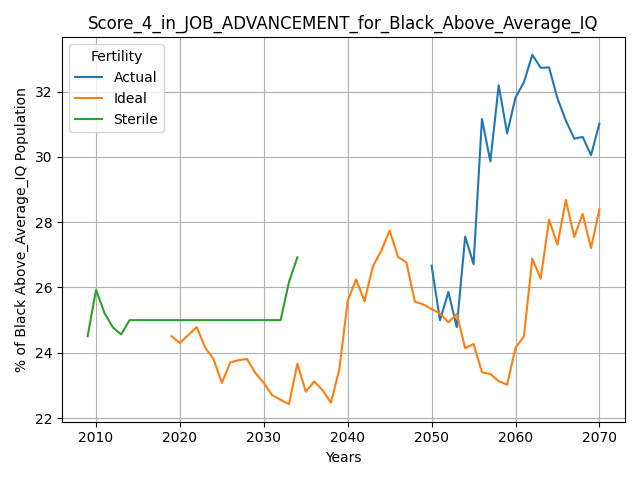 Score_4_in_JOB_ADVANCEMENT_for_Black_Above_Average_IQ
Fertility
Actual
Ideal
Sterile
% of Black Above_Average_IQ Population
32
30
28
26
24
22
2010 2020 2030 2040 2050 2060 2070
Years